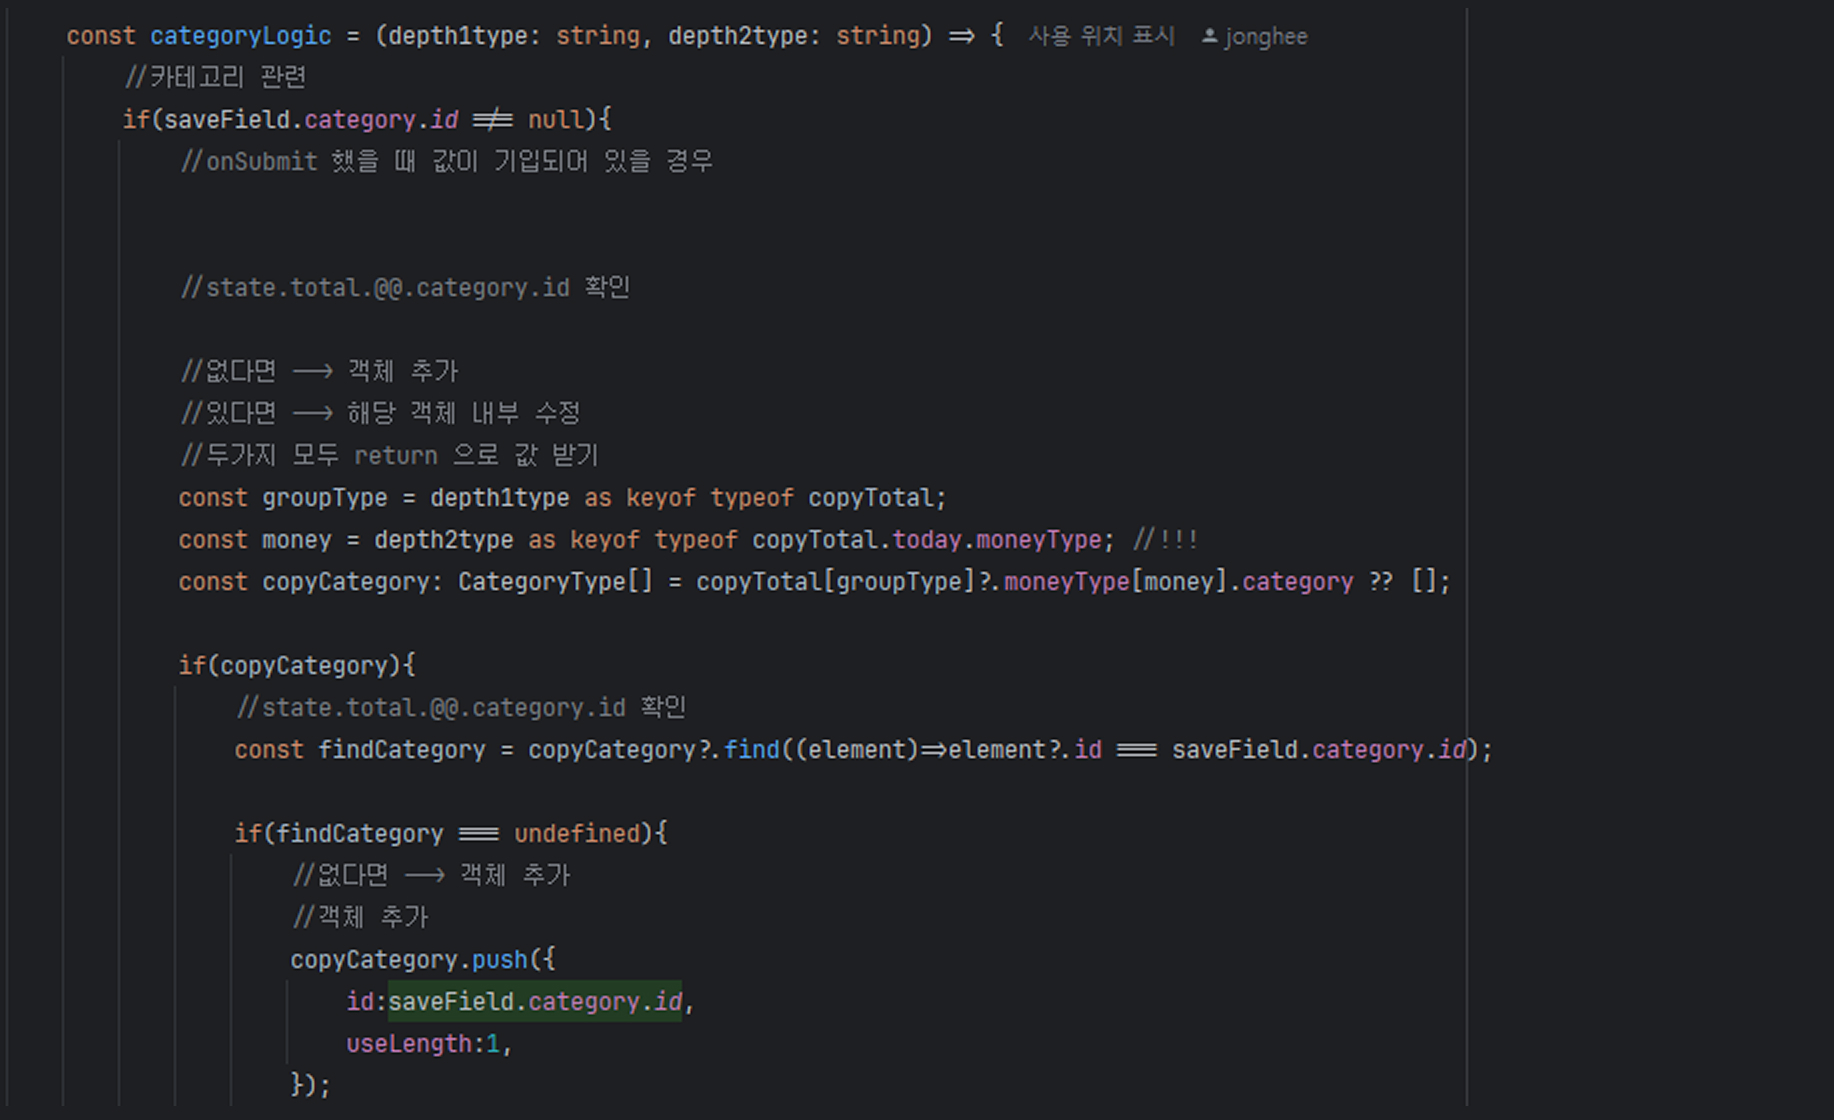 const categoryLogic = (depth1type: string, depth2type: string) => { 사용 위치 표시 jonghee
//카테고리 관련
if(saveField.category.id !== null){
//onSubmit 했을 때 값이 기입되어 있을 경우
//state.total.@@.category.id 확인
//없다면 --> 객체 추가
//있다면 --> 해당 객체 내부 수정
//두가지 모두 return 으로 값 받기
const groupType = depth1type as keyof typeof copyTotal;
const money = depth2type as keyof typeof copyTotal.today.moneyType; //!!!
const copyCategory: CategoryType[] = copyTotal[groupType]?.moneyType[money].category ?? [];
if(copyCategory){
//state.total.@@.category.id 확인
const findCategory = copyCategory?.find((element)=>element?.id === saveField.category.id);
if(findCategory === undefined){
//없다면 --> 객체 추가
//객체 추가
copyCategory.push({
id:saveField.category.id,
useLength:1,
});